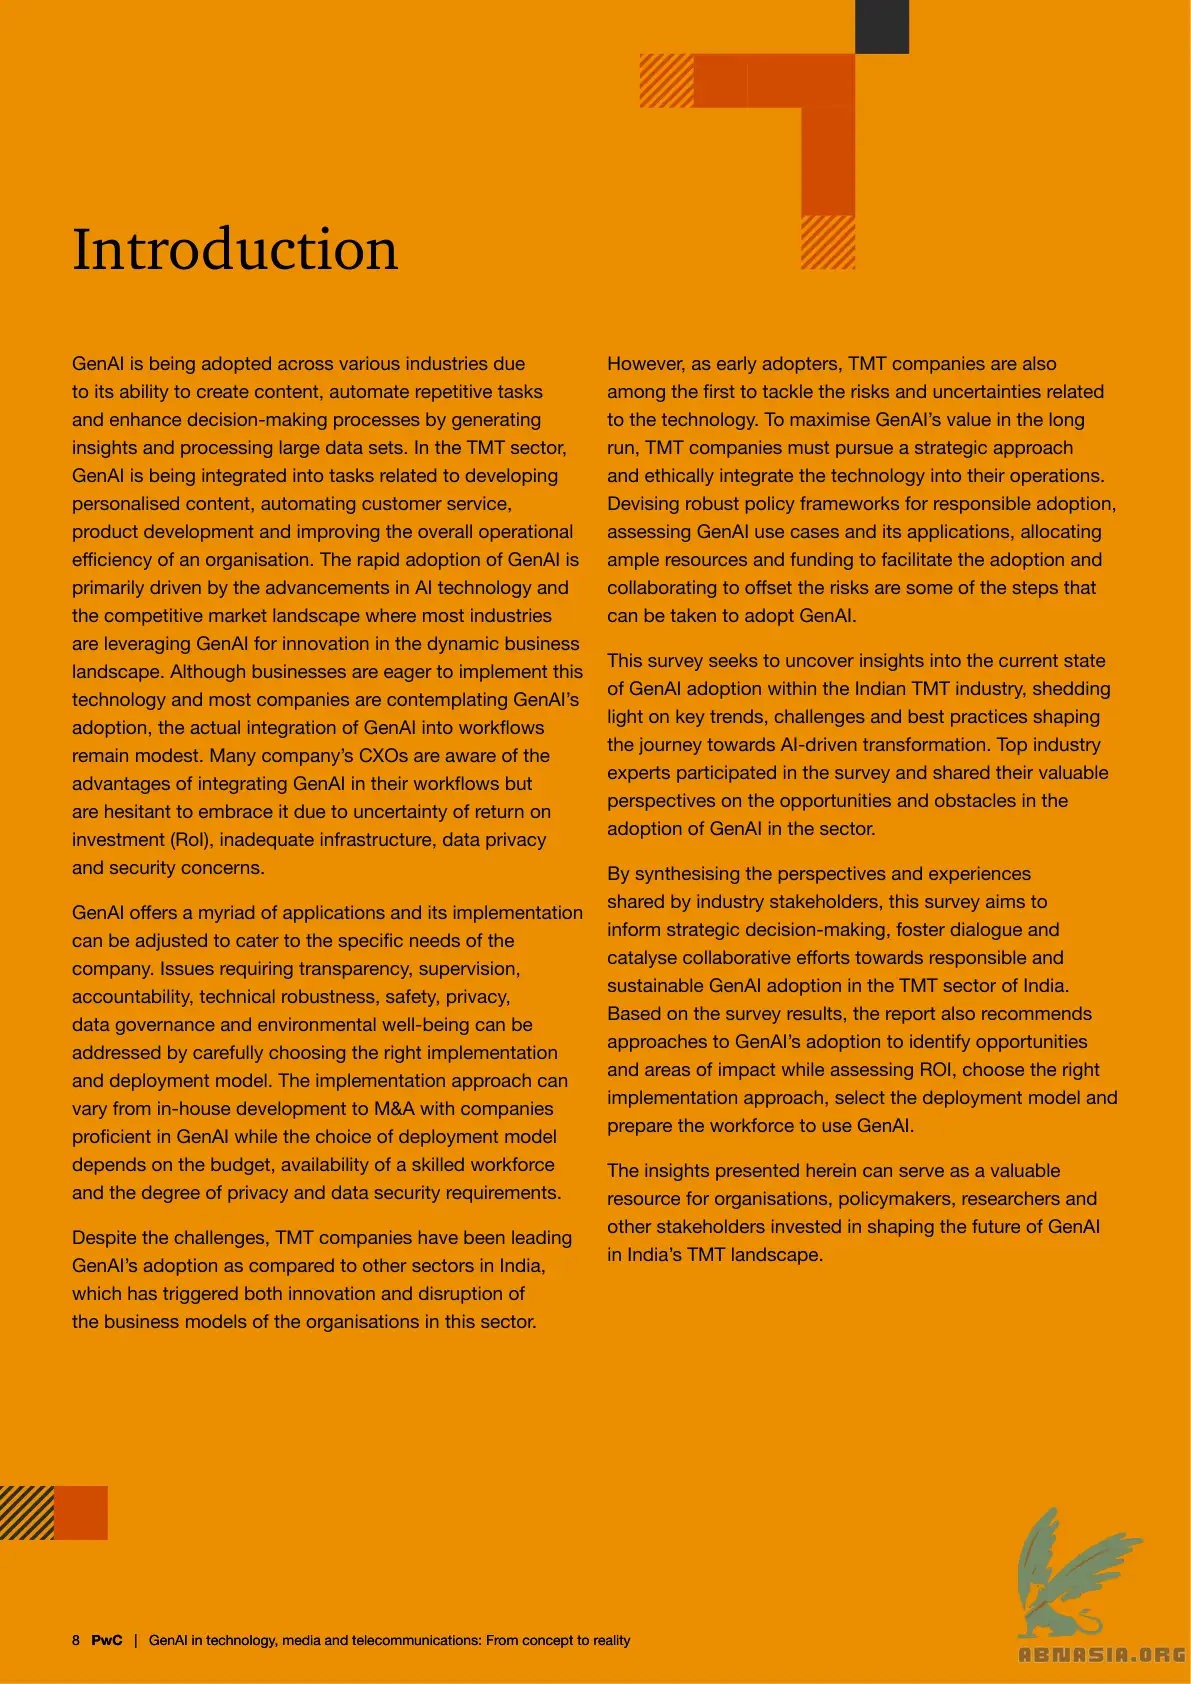 Introduction
GenAI is being adopted across various industries due
to its ability to create content, automate repetitive tasks
and enhance decision-making processes by generating
insights and processing large data sets. In the TMT sector,
GenAI is being integrated into tasks related to developing
personalised content, automating customer service,
product development and improving the overall operational
efficiency of an organisation. The rapid adoption of GenAI is
primarily driven by the advancements in AI technology and
the competitive market landscape where most industries
are leveraging GenAI for innovation in the dynamic business
landscape. Although businesses are eager to implement this
technology and most companies are contemplating GenAI’s
adoption, the actual integration of GenAI into workflows
remain modest. Many company’s CXOs are aware of the
advantages of integrating GenAI in their workflows but
are hesitant to embrace it due to uncertainty of return on
investment (RoI), inadequate infrastructure, data privacy
and security concerns.
GenAI offers a myriad of applications and its implementation
can be adjusted to cater to the specific needs of the
company. Issues requiring transparency, supervision,
accountability, technical robustness, safety, privacy,
data governance and environmental well-being can be
addressed by carefully choosing the right implementation
and deployment model. The implementation approach can
vary from in-house development to M&A with companies
proficient in GenAI while the choice of deployment model
depends on the budget, availability of a skilled workforce
and the degree of privacy and data security requirements.
Despite the challenges, TMT companies have been leading
GenAI’s adoption as compared to other sectors in India,
which has triggered both innovation and disruption of
the business models of the organisations in this sector.
However, as early adopters, TMT companies are also
among the first to tackle the risks and uncertainties related
to the technology. To maximise GenAI’s value in the long
run, TMT companies must pursue a strategic approach
and ethically integrate the technology into their operations.
Devising robust policy frameworks for responsible adoption,
assessing GenAI use cases and its applications, allocating
ample resources and funding to facilitate the adoption and
collaborating to offset the risks are some of the steps that
can be taken to adopt GenAI.
This survey seeks to uncover insights into the current state
of GenAI adoption within the Indian TMT industry, shedding
light on key trends, challenges and best practices shaping
the journey towards AI-driven transformation. Top industry
experts participated in the survey and shared their valuable
perspectives on the opportunities and obstacles in the
adoption of GenAI in the sector.
By synthesising the perspectives and experiences
shared by industry stakeholders, this survey aims to
inform strategic decision-making, foster dialogue and
catalyse collaborative efforts towards responsible and
sustainable GenAI adoption in the TMT sector of India.
Based on the survey results, the report also recommends
approaches to GenAI’s adoption to identify opportunities
and areas of impact while assessing ROI, choose the right
implementation approach, select the deployment model and
prepare the workforce to use GenAI.
The insights presented herein can serve as a valuable
resource for organisations, policymakers, researchers and
other stakeholders invested in shaping the future of GenAI
in India’s TMT landscape.
8 PwC | GenAI in technology, media and telecommunications: From concept to reality
ABNASIA.ORG